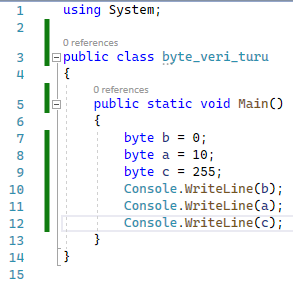 1 using System;
2
0 references
3 public class byte_veri_turu
4 {
0 references
5 public static void Main()
6 {
7 byte b = 0;
8 byte a = 10;
9 byte c = 255;
10 Console.WriteLine(b);
11 Console.WriteLine(a);
12 Console.WriteLine(c);
13 }
14 }
15